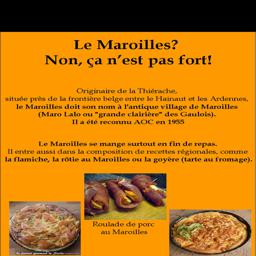 Le Maroilles?
Non, ça n'est pas fort!
Originaire de la Thiérache,
située près de la frontière belge entre le Hainaut et les Ardennes,
le Maroilles doit son nom à l'antique village de Maroilles
(Maro Lalo ou "grande clairière" des Gaulois).
Il a été reconnu AOC en 1955
Le Maroilles se mange surtout en fin de repas.
Il entre aussi dans la composition de recettes régionales, comme
la flamiche, la rôtie au Maroilles ou la goyère (tarte au fromage).
Roulade de porc
au Maroilles